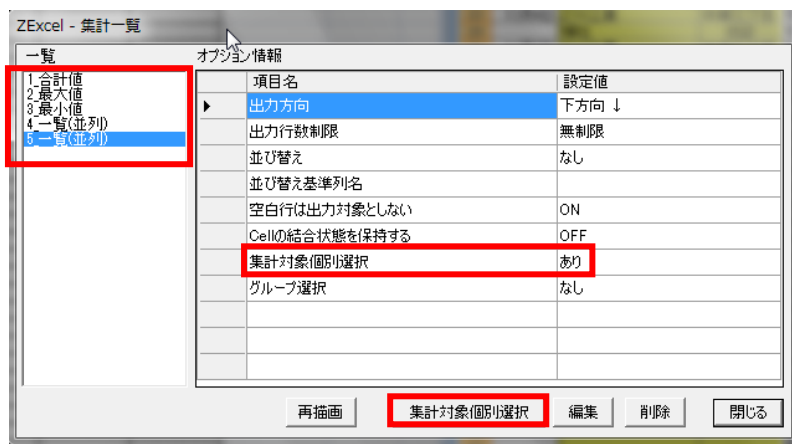 ZExcel - 集計一覧
一覧
オプション情報
1_合計値
2_最大値
3_最小値
4_一覧(並列)
5_一覧(並列)
項目名 設定値
出力方向 下方向 ↓
出力行数制限 無制限
並び替え なし
並び替え基準列名
空白行は出力対象としない ON
Cellの結合状態を保持する OFF
集計対象個別選択 あり
グループ選択 なし
再描画 集計対象個別選択 編集 削除 閉じる